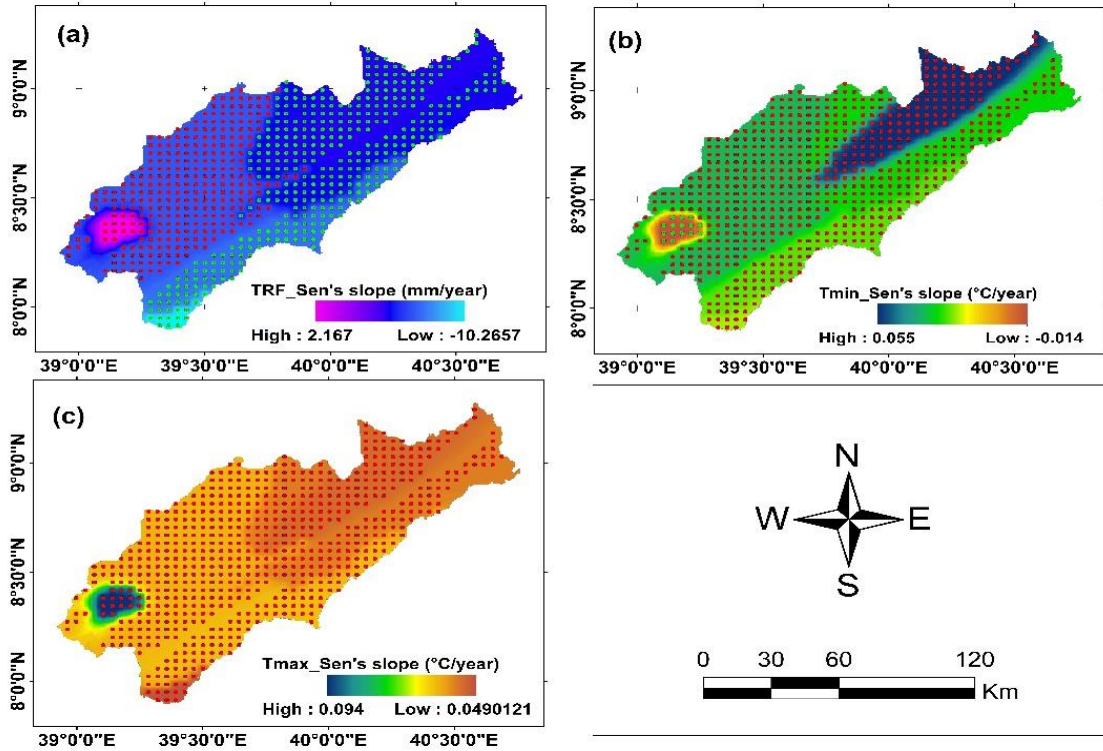 (a)
9°0'0"N
8°30'0"N
8°0'0"N
TRF_Sen's slope (mm/year)
High : 2.167 Low : -10.2657
39°0'0"E 39°30'0"E 40°0'0"E 40°30'0"E
(b)
9°0'0"N
8°30'0"N
8°0'0"N
Tmin_Sen's slope (°C/year)
High : 0.055 Low : -0.014
39°0'0"E 39°30'0"E 40°0'0"E 40°30'0"E
(c)
9°0'0"N
8°30'0"N
8°0'0"N
Tmax_Sen's slope (°C/year)
High : 0.094 Low : 0.0490121
39°0'0"E 39°30'0"E 40°0'0"E 40°30'0"E
N
W E
S
0 30 60 120
Km